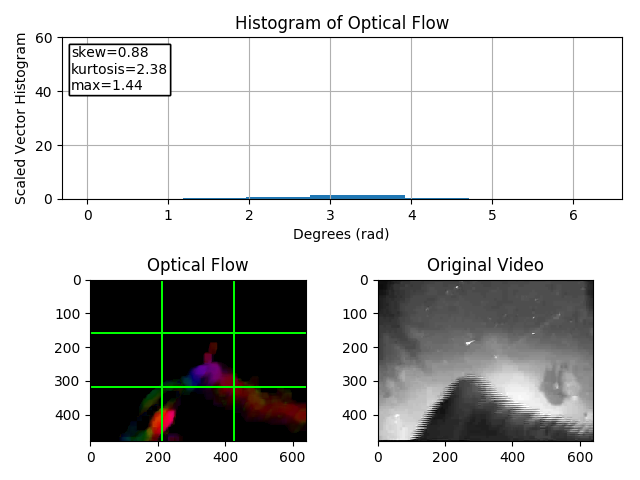 Histogram of Optical Flow
Scaled Vector Histogram
60
40
20
0
skew=0.88
kurtosis=2.38
max=1.44
0 1 2 3 4 5 6
Degrees (rad)
Optical Flow
0
100
200
300
400
0 200 400 600
Original Video
0
100
200
300
400
0 200 400 600